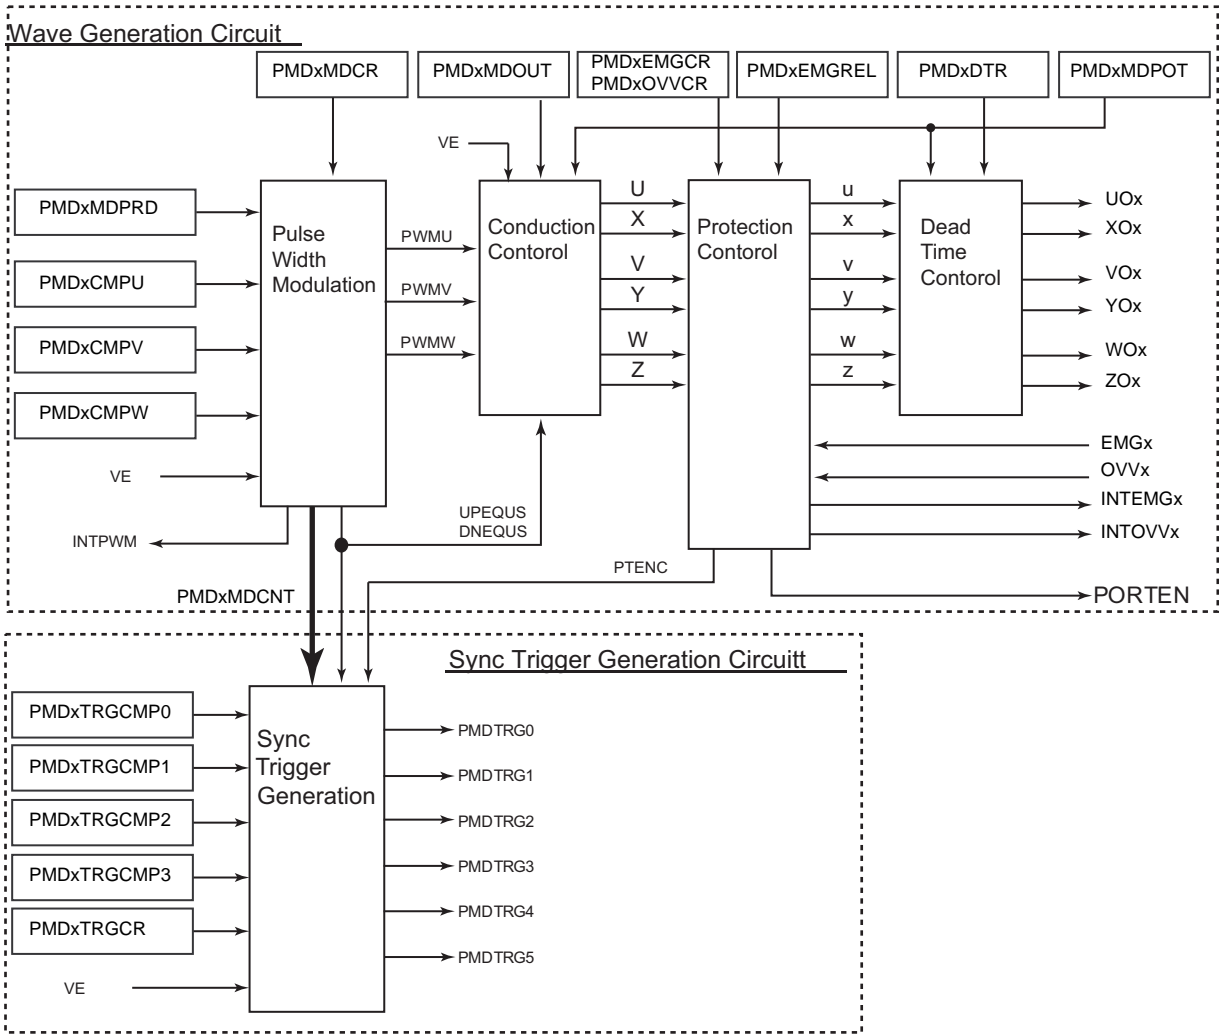 Wave Generation Circuit
PMDxMDCR
PMDxMDOUT
PMDxEMGCR
PMDxOVVCR
PMDxEMGREL
PMDxDTR
PMDxMDPOT
VE
PMDxMDPRD
PMDxCMPU
PMDxCMPV
PMDxCMPW
VE
INTPWM
Pulse
Width
Modulation
PWMU
PWMV
PWMW
Conduction
Contorol
U
X
V
Y
W
Z
Protection
Contorol
u
x
v
y
w
z
Dead
Time
Contorol
UOx
XOx
VOx
YOx
WOx
ZOx
EMGx
OVVx
INTEMGx
INTOVVx
UPEQUS
DNEQUS
PTENC
PMDxMDCNT
PORTEN
Sync Trigger Generation Circuitt
PMDxTRGCMP0
PMDxTRGCMP1
PMDxTRGCMP2
PMDxTRGCMP3
PMDxTRGCR
VE
Sync
Trigger
Generation
PMDTRG0
PMDTRG1
PMDTRG2
PMDTRG3
PMDTRG4
PMDTRG5